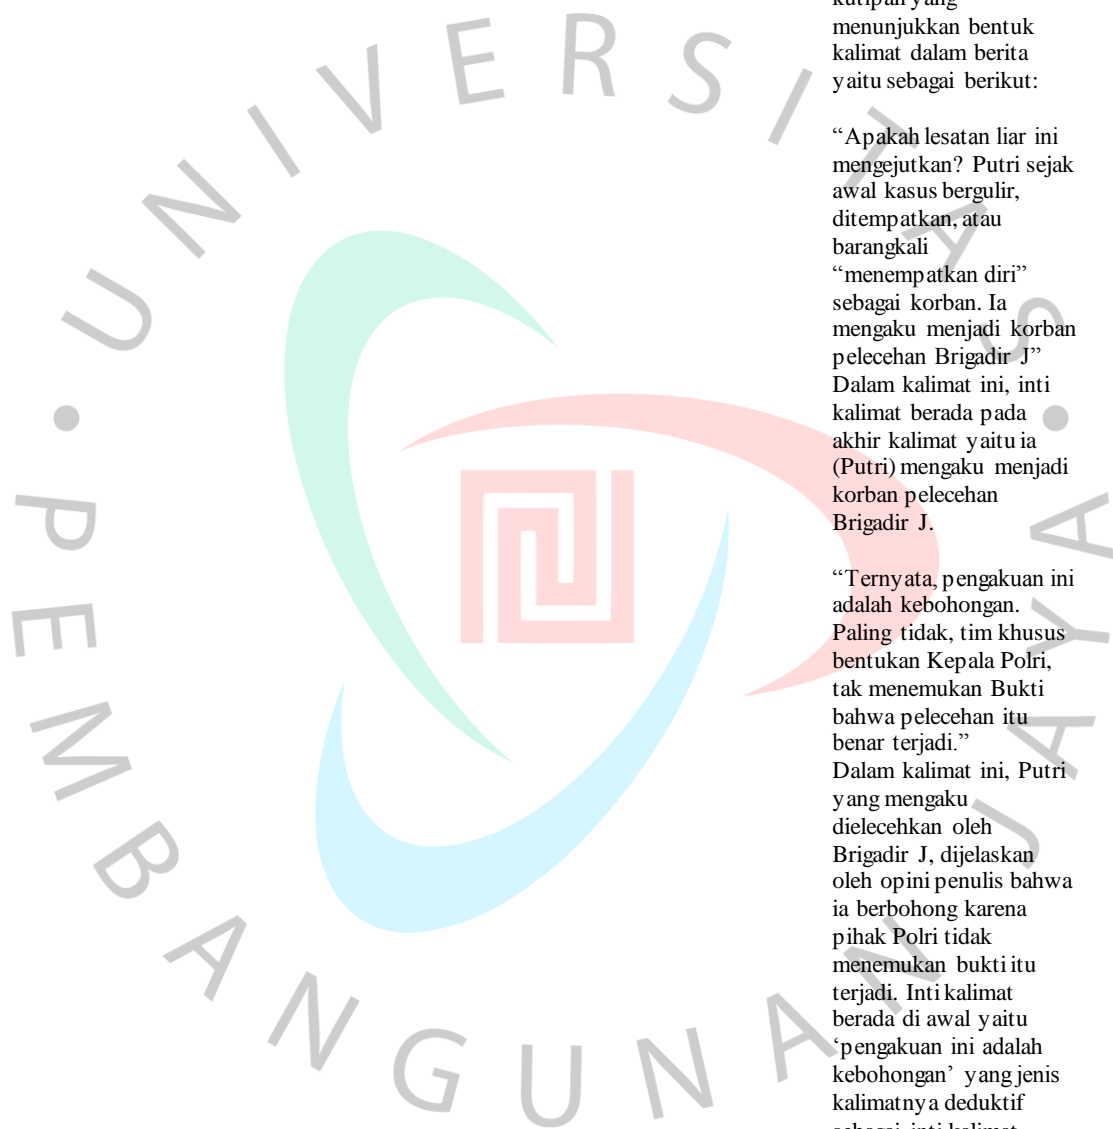 kutipan yang
menunjukkan bentuk
kalimat dalam berita
yaitu sebagai berikut:
“Apakah lesatan liar ini
mengejutkan? Putri sejak
awal kasus bergulir,
ditempatkan, atau
barangkali
“menempatkan diri”
sebagai korban. Ia
mengaku menjadi korban
pelecehan Brigadir J”
Dalam kalimat ini, inti
kalimat berada pada
akhir kalimat yaitu ia
(Putri) mengaku menjadi
korban pelecehan
Brigadir J.
“Ternyata, pengakuan ini
adalah kebohongan.
Paling tidak, tim khusus
bentukan Kepala Polri,
tak menemukan Bukti
bahwa pelecehan itu
benar terjadi.”
Dalam kalimat ini, Putri
yang mengaku
dielecehkan oleh
Brigadir J, dijelaskan
oleh opini penulis bahwa
ia berbohong karena
pihak Polri tidak
menemukan bukti itu
terjadi. Inti kalimat
berada di awal yaitu
‘pengakuan ini adalah
kebohongan’ yang jenis
kalimatnya deduktif
sebagai inti kalimat
UNIVERSITAS
PEMBANGUNAN JAYA